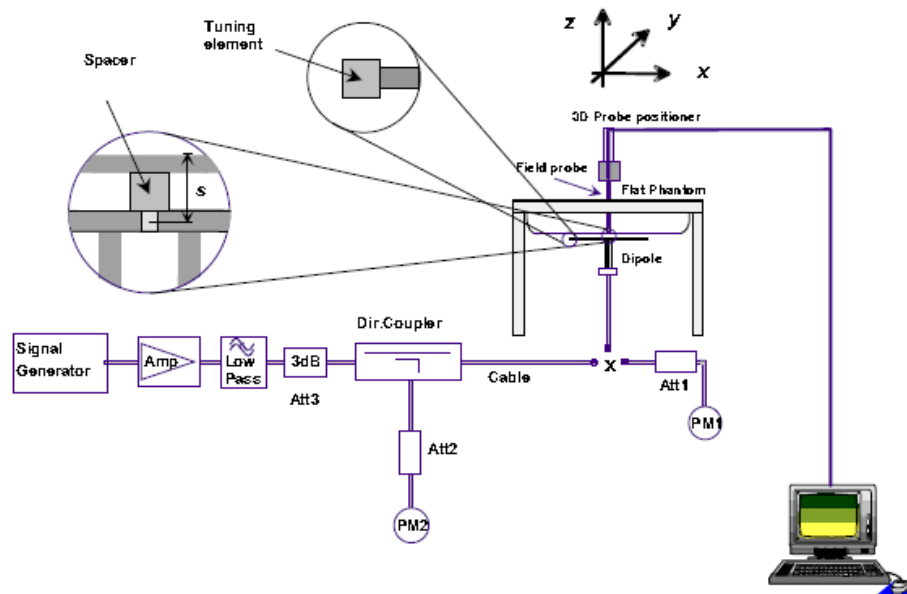 Tuning
element
Spacer
s
z
y
x
3D Probe positioner
Field probe
Flat Phantom
Dipole
Dir.Coupler
Signal
Generator
Amp
Low
Pass
3dB
Att3
Cable
x
Att1
PM1
Att2
PM2